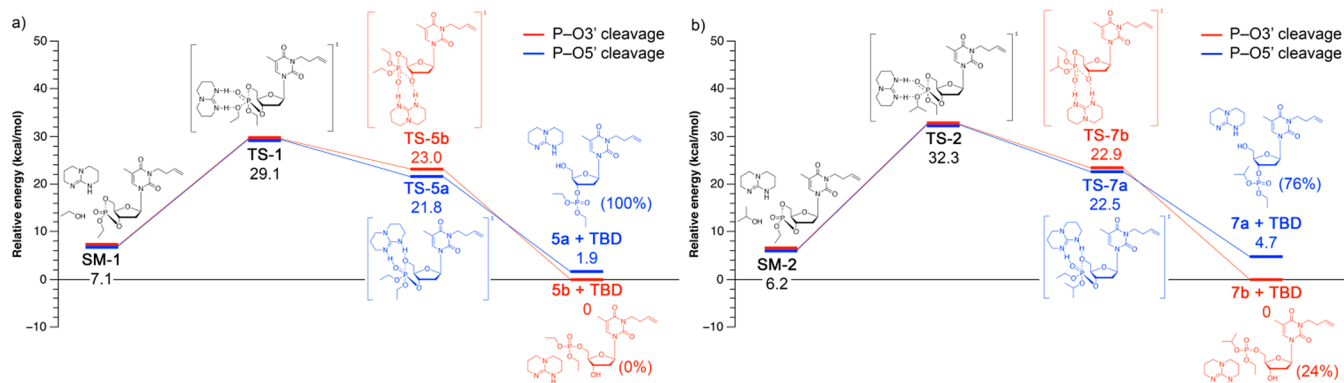 a)
Relative energy (kcal/mol)
50
40
30
20
10
0
−10
P−O3' cleavage
P−O5' cleavage
SM-1
7.1
TS-1
29.1
TS-5b
23.0
TS-5a
21.8
(100%)
5a + TBD
1.9
5b + TBD
0
(0%)
b)
Relative energy (kcal/mol)
50
40
30
20
10
0
−10
P−O3' cleavage
P−O5' cleavage
SM-2
6.2
TS-2
32.3
TS-7b
22.9
TS-7a
22.5
(76%)
7a + TBD
4.7
7b + TBD
0
(24%)